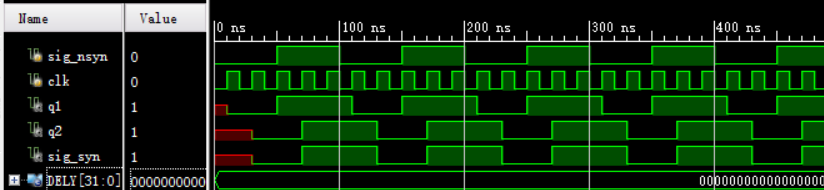 Name Value 0 ns 100 ns 200 ns 300 ns 400 ns
sig_nsyn 0
clk 0
q1 1
q2 1
sig_syn 1
DELY[31:0] 0000000000 00000000000000000